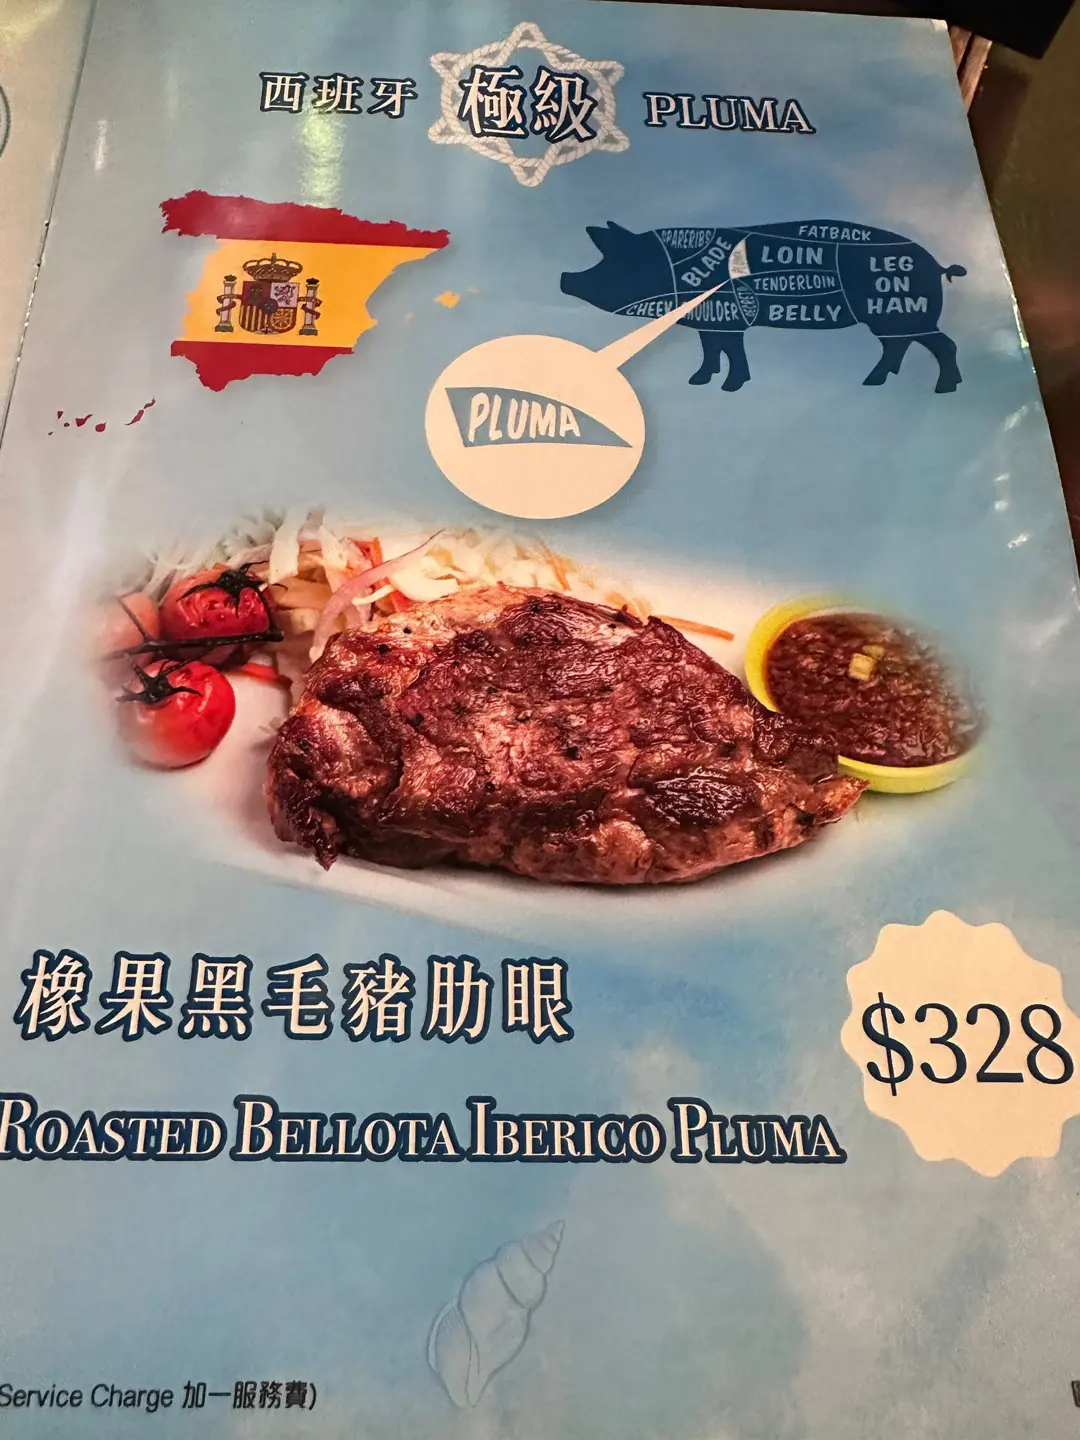 西班牙 極級 PLUMA
SPARERIBS
BLADE
PLUMA
LOIN
FATBACK
TENDERLOIN
LEG
ON
HAM
CHEEK
SHOULDER
BELLY
PLUMA
橡果黑毛豬肋眼
$328
ROASTED BELLOTA IBERICO PLUMA
Service Charge 加一服務費)